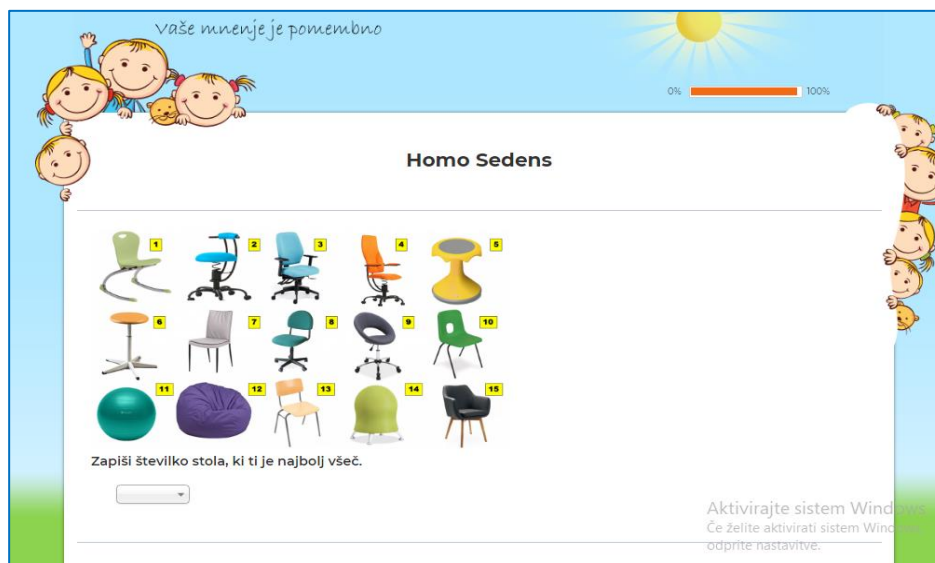 Vaše mnenje je pomembno
0% 100%
Homo Sedens
1 2 3 4 5
6 7 8 9 10
11 12 13 14 15
Zapiši številko stola, ki ti je najbolj všeč.
Aktivirajte sistem Windows
Če želite aktivirati sistem Windows,
odprite nastavitve.